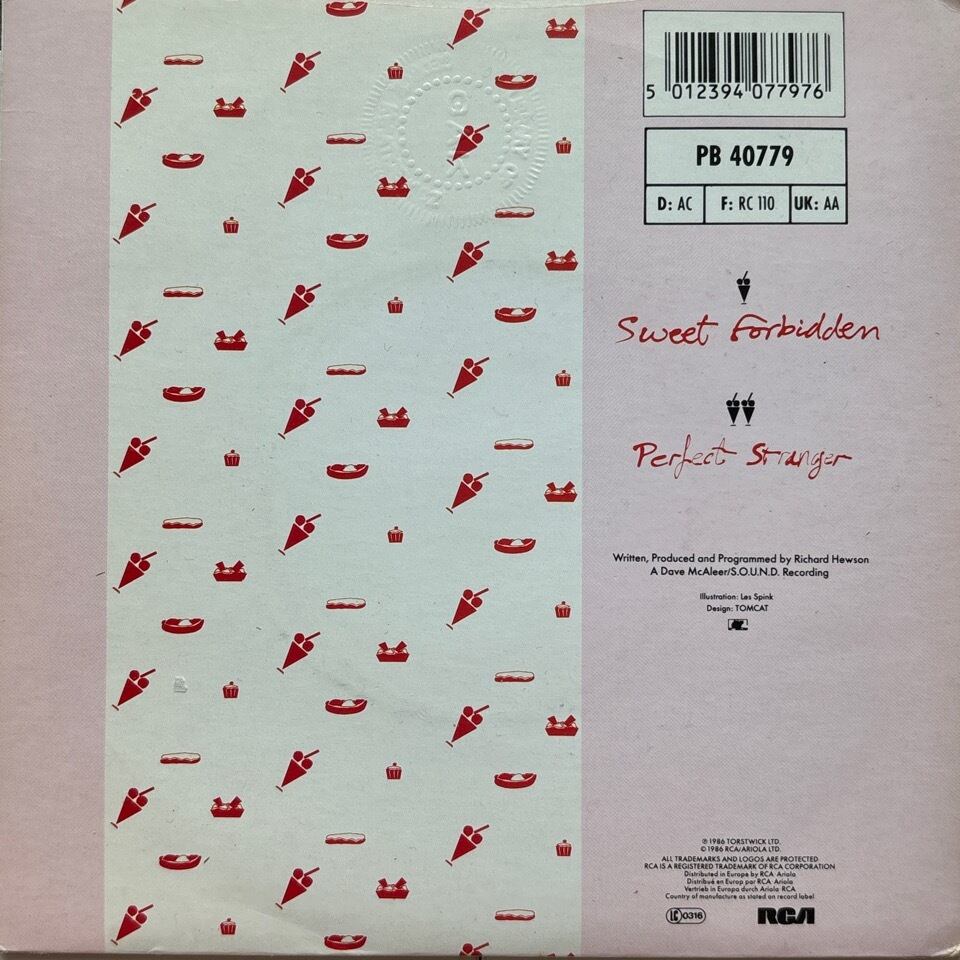 5 012394 077976
PB 40779
D: AC
F: RC 110
UK: AA
Sweet Forbidden
Perfect Stranger
Written, Produced and Programmed by Richard Hewson
A Dave McAleer/S.O.U.N.D. Recording
Illustration: Les Spink
Design: TOMCAT
℗ 1986 TORSTWICK LTD.
© 1986 RCA/ARIOLA LTD.
ALL TRADEMARKS AND LOGOS ARE PROTECTED
RCA IS A REGISTERED TRADEMARK OF RCA CORPORATION
Distributed in Europe by RCA Ariola
Distribué en Europ par RCA Ariola
Vertrieb in Europa durch Ariola RCA
Country of manufacture as stated on record label
LC 0316
RCA